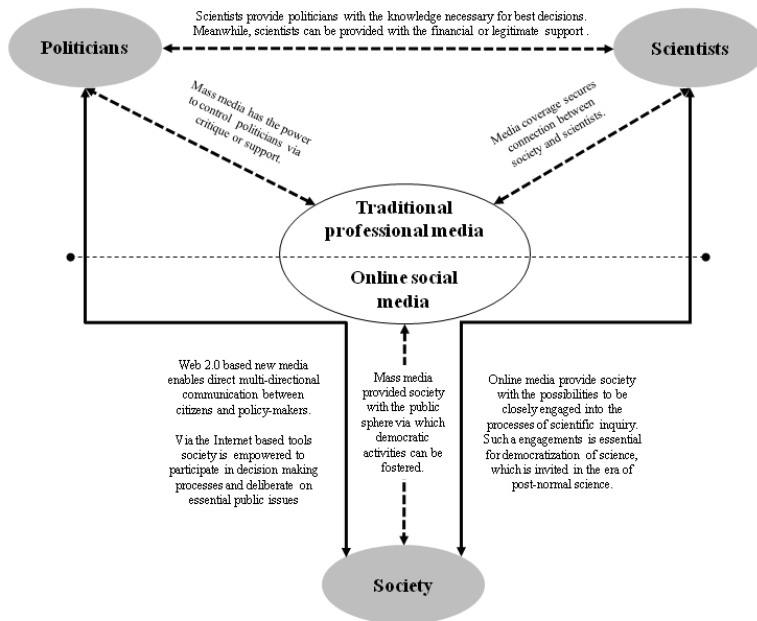 Scientists provide politicians with the knowledge necessary for best decisions.
Meanwhile, scientists can be provided with the financial or legitimate support .
Politicians
Scientists
Mass media has the power
to control politicians via
critique or support.
Media coverage secures
connection between
society and scientists.
Traditional
professional media
Online social
media
Web 2.0 based new media
enables direct multi-directional
communication between
citizens and policy-makers.
Via the Internet based tools
society is empowered to
participate in decision making
processes and deliberate on
essential public issues
Mass media
provided society
with the public
sphere via which
democratic
activities can be
fostered.
Online media provide society
with the possibilities to be
closely engaged into the
processes of scientific inquiry.
Such a engagements is essential
for democratization of science,
which is invited in the era of
post-normal science.
Society